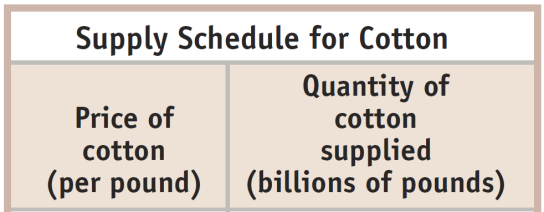 Supply Schedule for Cotton
Price of
cotton
(per pound)
Quantity of
cotton
supplied
(billions of pounds)